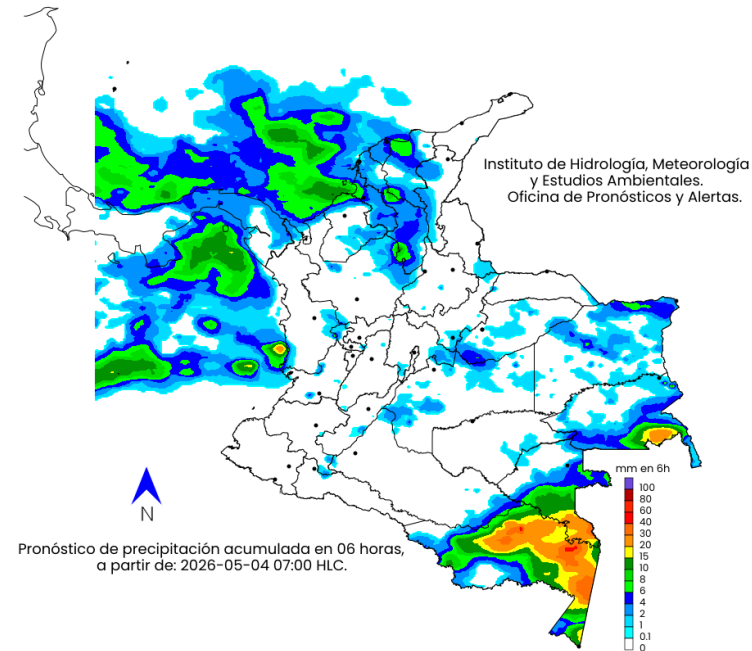 Instituto de Hidrología, Meteorología
y Estudios Ambientales.
Oficina de Pronósticos y Alertas.
mm en 6h
100
80
60
40
30
20
15
10
8
6
4
2
1
0.1
0
N
Pronóstico de precipitación acumulada en 06 horas,
a partir de: 2026-05-04 07:00 HLC.